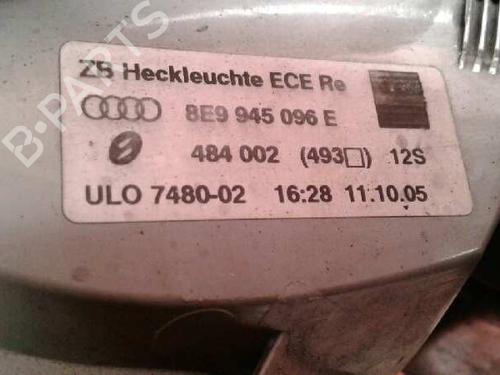 ZB Heckleuchte ECE Re
8E9 945 096 E
484 002 (493□) 12S
ULO 7480-02 16:28 11.10.05
B-PARTS